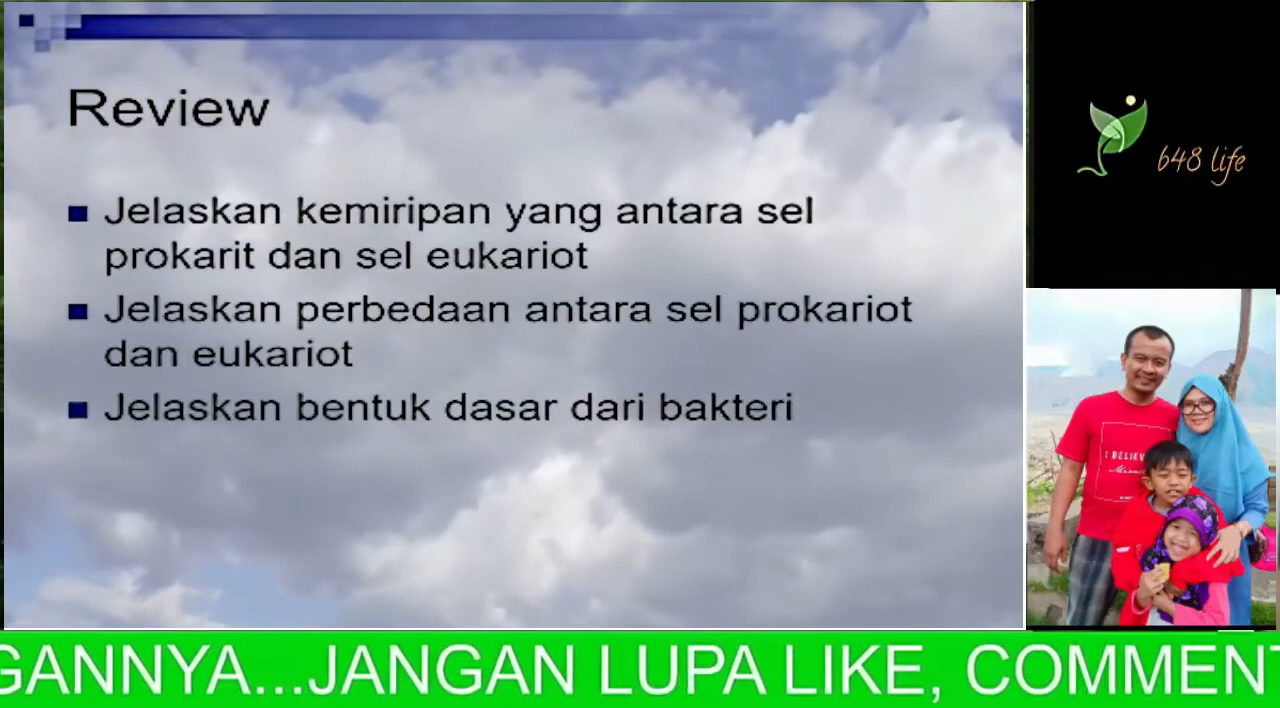 Review
Jelaskan kemiripan yang antara sel
prokarit dan sel eukariot
Jelaskan perbedaan antara sel prokariot
dan eukariot
Jelaskan bentuk dasar dari bakteri
648 life
I BELIEV
GANNYA...JANGAN LUPA LIKE, COMMENT